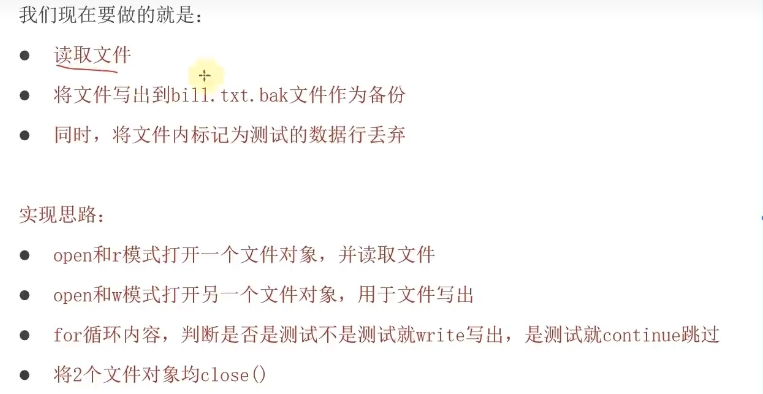 我们现在要做的就是:
● 读取文件
● 将文件写出到bill.txt.bak文件作为备份
● 同时，将文件内标记为测试的数据行丢弃
实现思路:
● open和r模式打开一个文件对象，并读取文件
● open和w模式打开另一个文件对象，用于文件写出
● for循环内容，判断是否是测试不是测试就write写出，是测试就continue跳过
● 将2个文件对象均close()